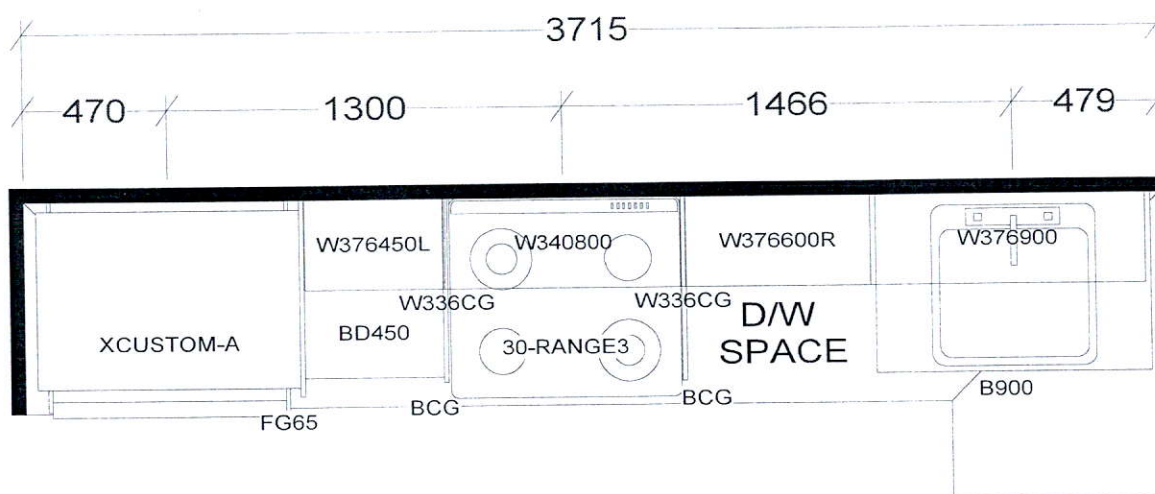 3715
470 1300 1466 479
W376450L W340800 W376600R W376900
W336CG W336CG
XCUSTOM-A BD450 30-RANGE3 D/W
SPACE
FG65 BCG BCG B900